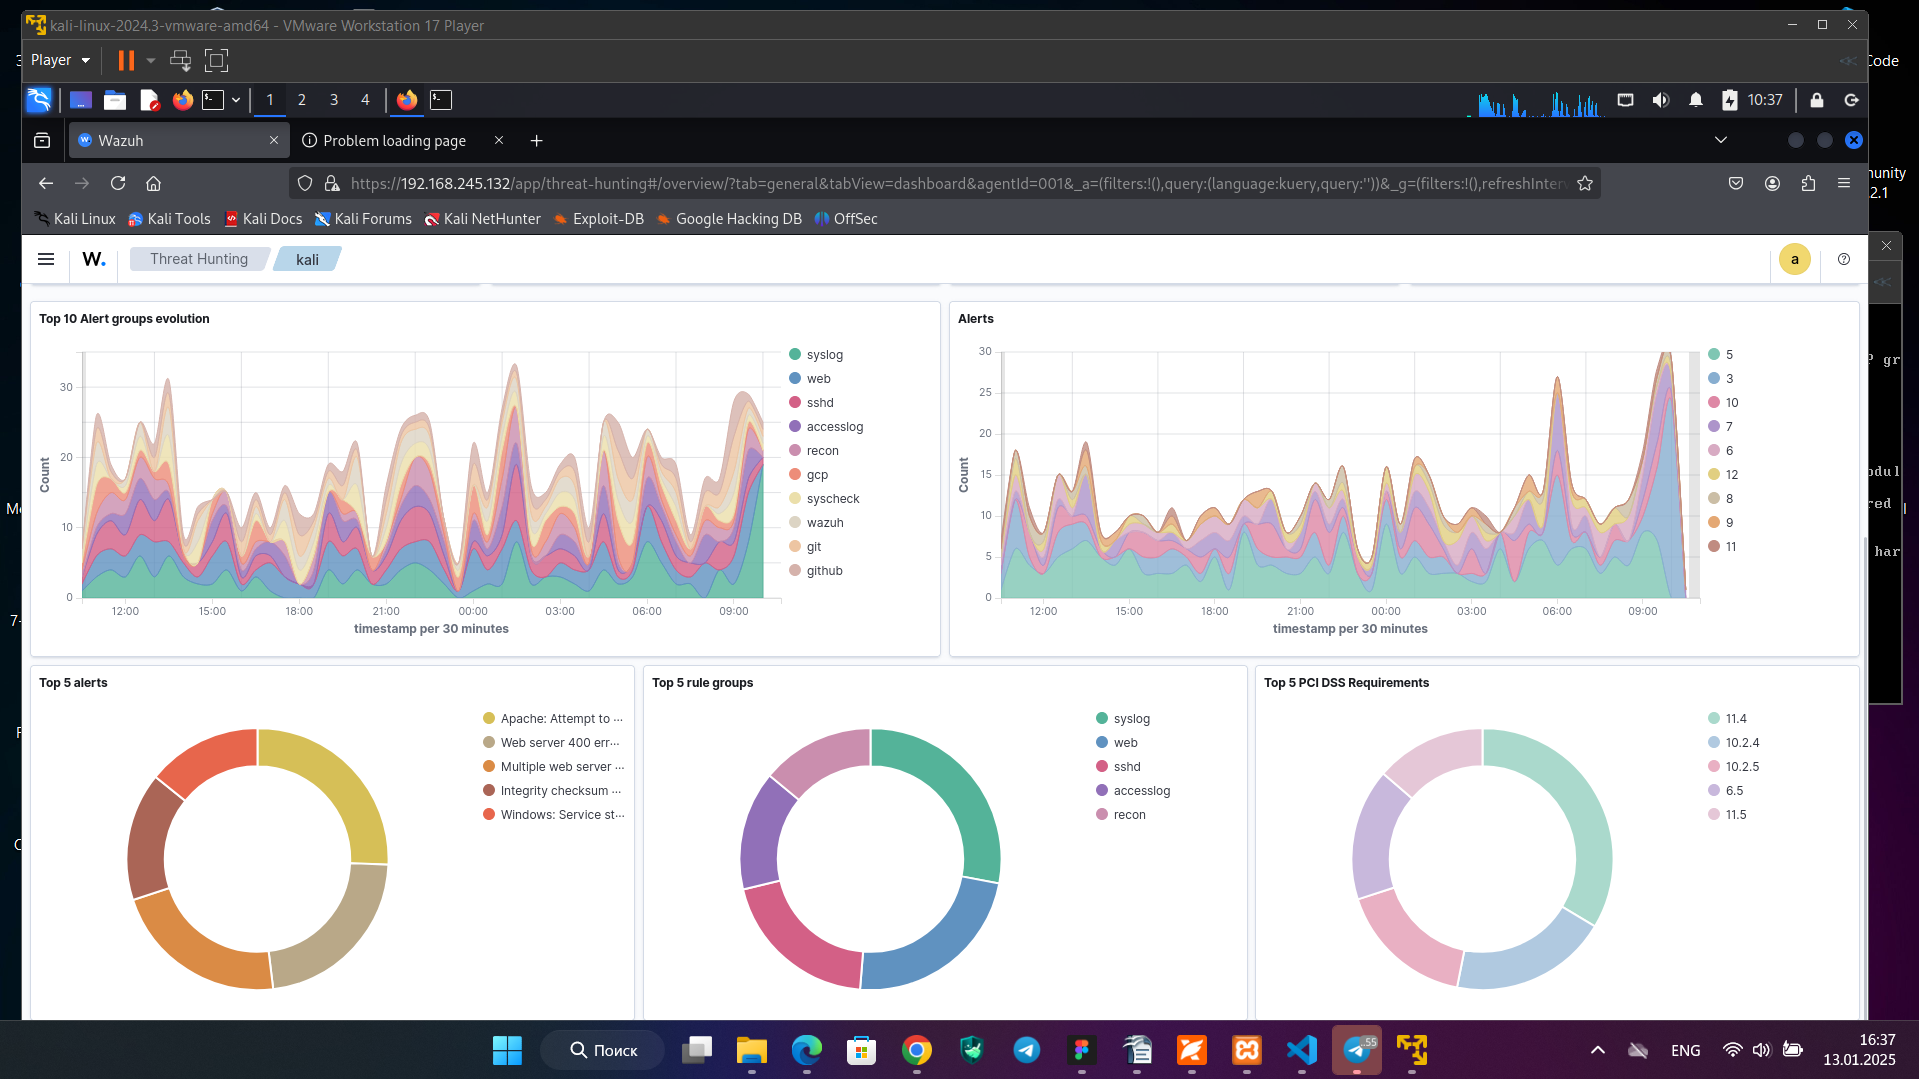 kali-linux-2024.3-vmware-amd64 - VMware Workstation 17 Player
Player
Code
1 2 3 4
10:37
Wazuh
Problem loading page
https://192.168.245.132/app/threat-hunting#/overview/?tab=general&tabView=dashboard&agentId=001&_a=(filters:!(),query:(language:kuery,query:''))&_g=(filters:!(),refreshInterv
Kali Linux Kali Tools Kali Docs Kali Forums Kali NetHunter Exploit-DB Google Hacking DB OffSec
nunity
2.1
W. Threat Hunting kali a
Top 10 Alert groups evolution
30
20
10
0
Count
12:00 15:00 18:00 21:00 00:00 03:00 06:00 09:00
timestamp per 30 minutes
syslog
web
sshd
accesslog
recon
gcp
syscheck
wazuh
git
github
Alerts
30
25
20
15
10
5
0
Count
12:00 15:00 18:00 21:00 00:00 03:00 06:00 09:00
timestamp per 30 minutes
5
3
10
7
6
12
8
9
11
gr
odul
red
har
Top 5 alerts
Apache: Attempt to ...
Web server 400 err...
Multiple web server ...
Integrity checksum ...
Windows: Service st...
Top 5 rule groups
syslog
web
sshd
accesslog
recon
Top 5 PCI DSS Requirements
11.4
10.2.4
10.2.5
6.5
11.5
Поиск
.55
ENG
16:37
13.01.2025